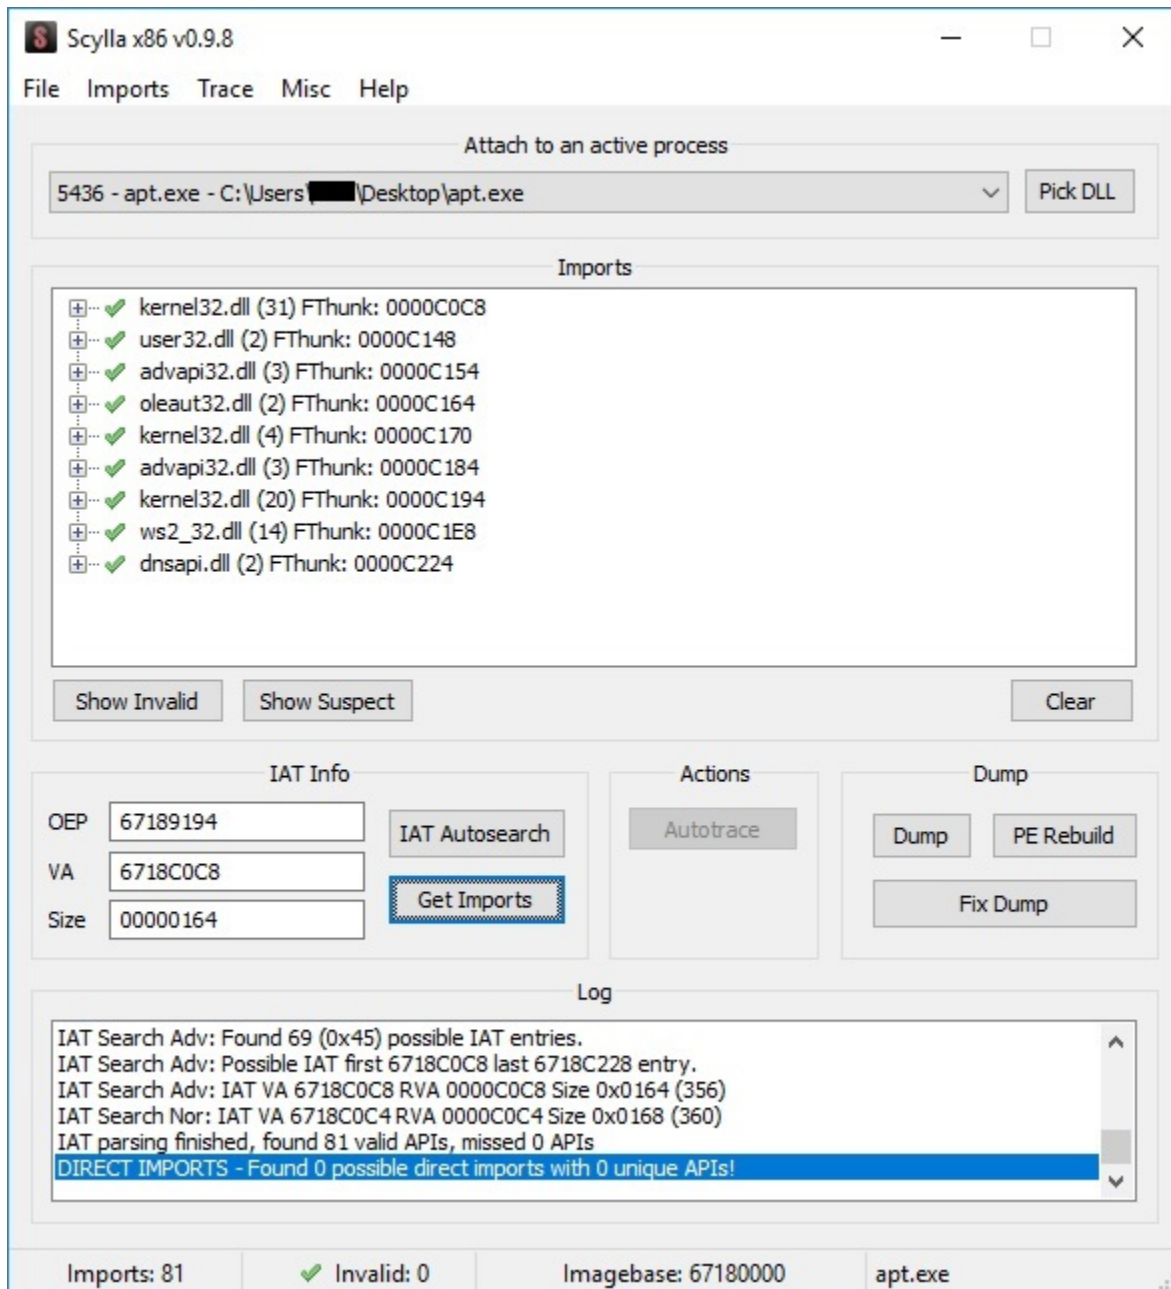 Scylla x86 v0.9.8
File Imports Trace Misc Help
Attach to an active process
5436 - apt.exe - C:\Users\ \Desktop\apt.exe
Pick DLL
Imports
kernel32.dll (31) FThunk: 0000C0C8
user32.dll (2) FThunk: 0000C148
advapi32.dll (3) FThunk: 0000C154
oleaut32.dll (2) FThunk: 0000C164
kernel32.dll (4) FThunk: 0000C170
advapi32.dll (3) FThunk: 0000C184
kernel32.dll (20) FThunk: 0000C194
ws2_32.dll (14) FThunk: 0000C1E8
dnsapi.dll (2) FThunk: 0000C224
Show Invalid Show Suspect Clear
IAT Info
OEP 67189194
VA 6718C0C8
Size 00000164
IAT Autosearch
Get Imports
Actions
Autotrace
Dump
Dump PE Rebuild
Fix Dump
Log
IAT Search Adv: Found 69 (0x45) possible IAT entries.
IAT Search Adv: Possible IAT first 6718C0C8 last 6718C228 entry.
IAT Search Adv: IAT VA 6718C0C8 RVA 0000C0C8 Size 0x0164 (356)
IAT Search Nor: IAT VA 6718C0C4 RVA 0000C0C4 Size 0x0168 (360)
IAT parsing finished, found 81 valid APIs, missed 0 APIs
DIRECT IMPORTS - Found 0 possible direct imports with 0 unique APIs!
Imports: 81 Invalid: 0 Imagebase: 67180000 apt.exe